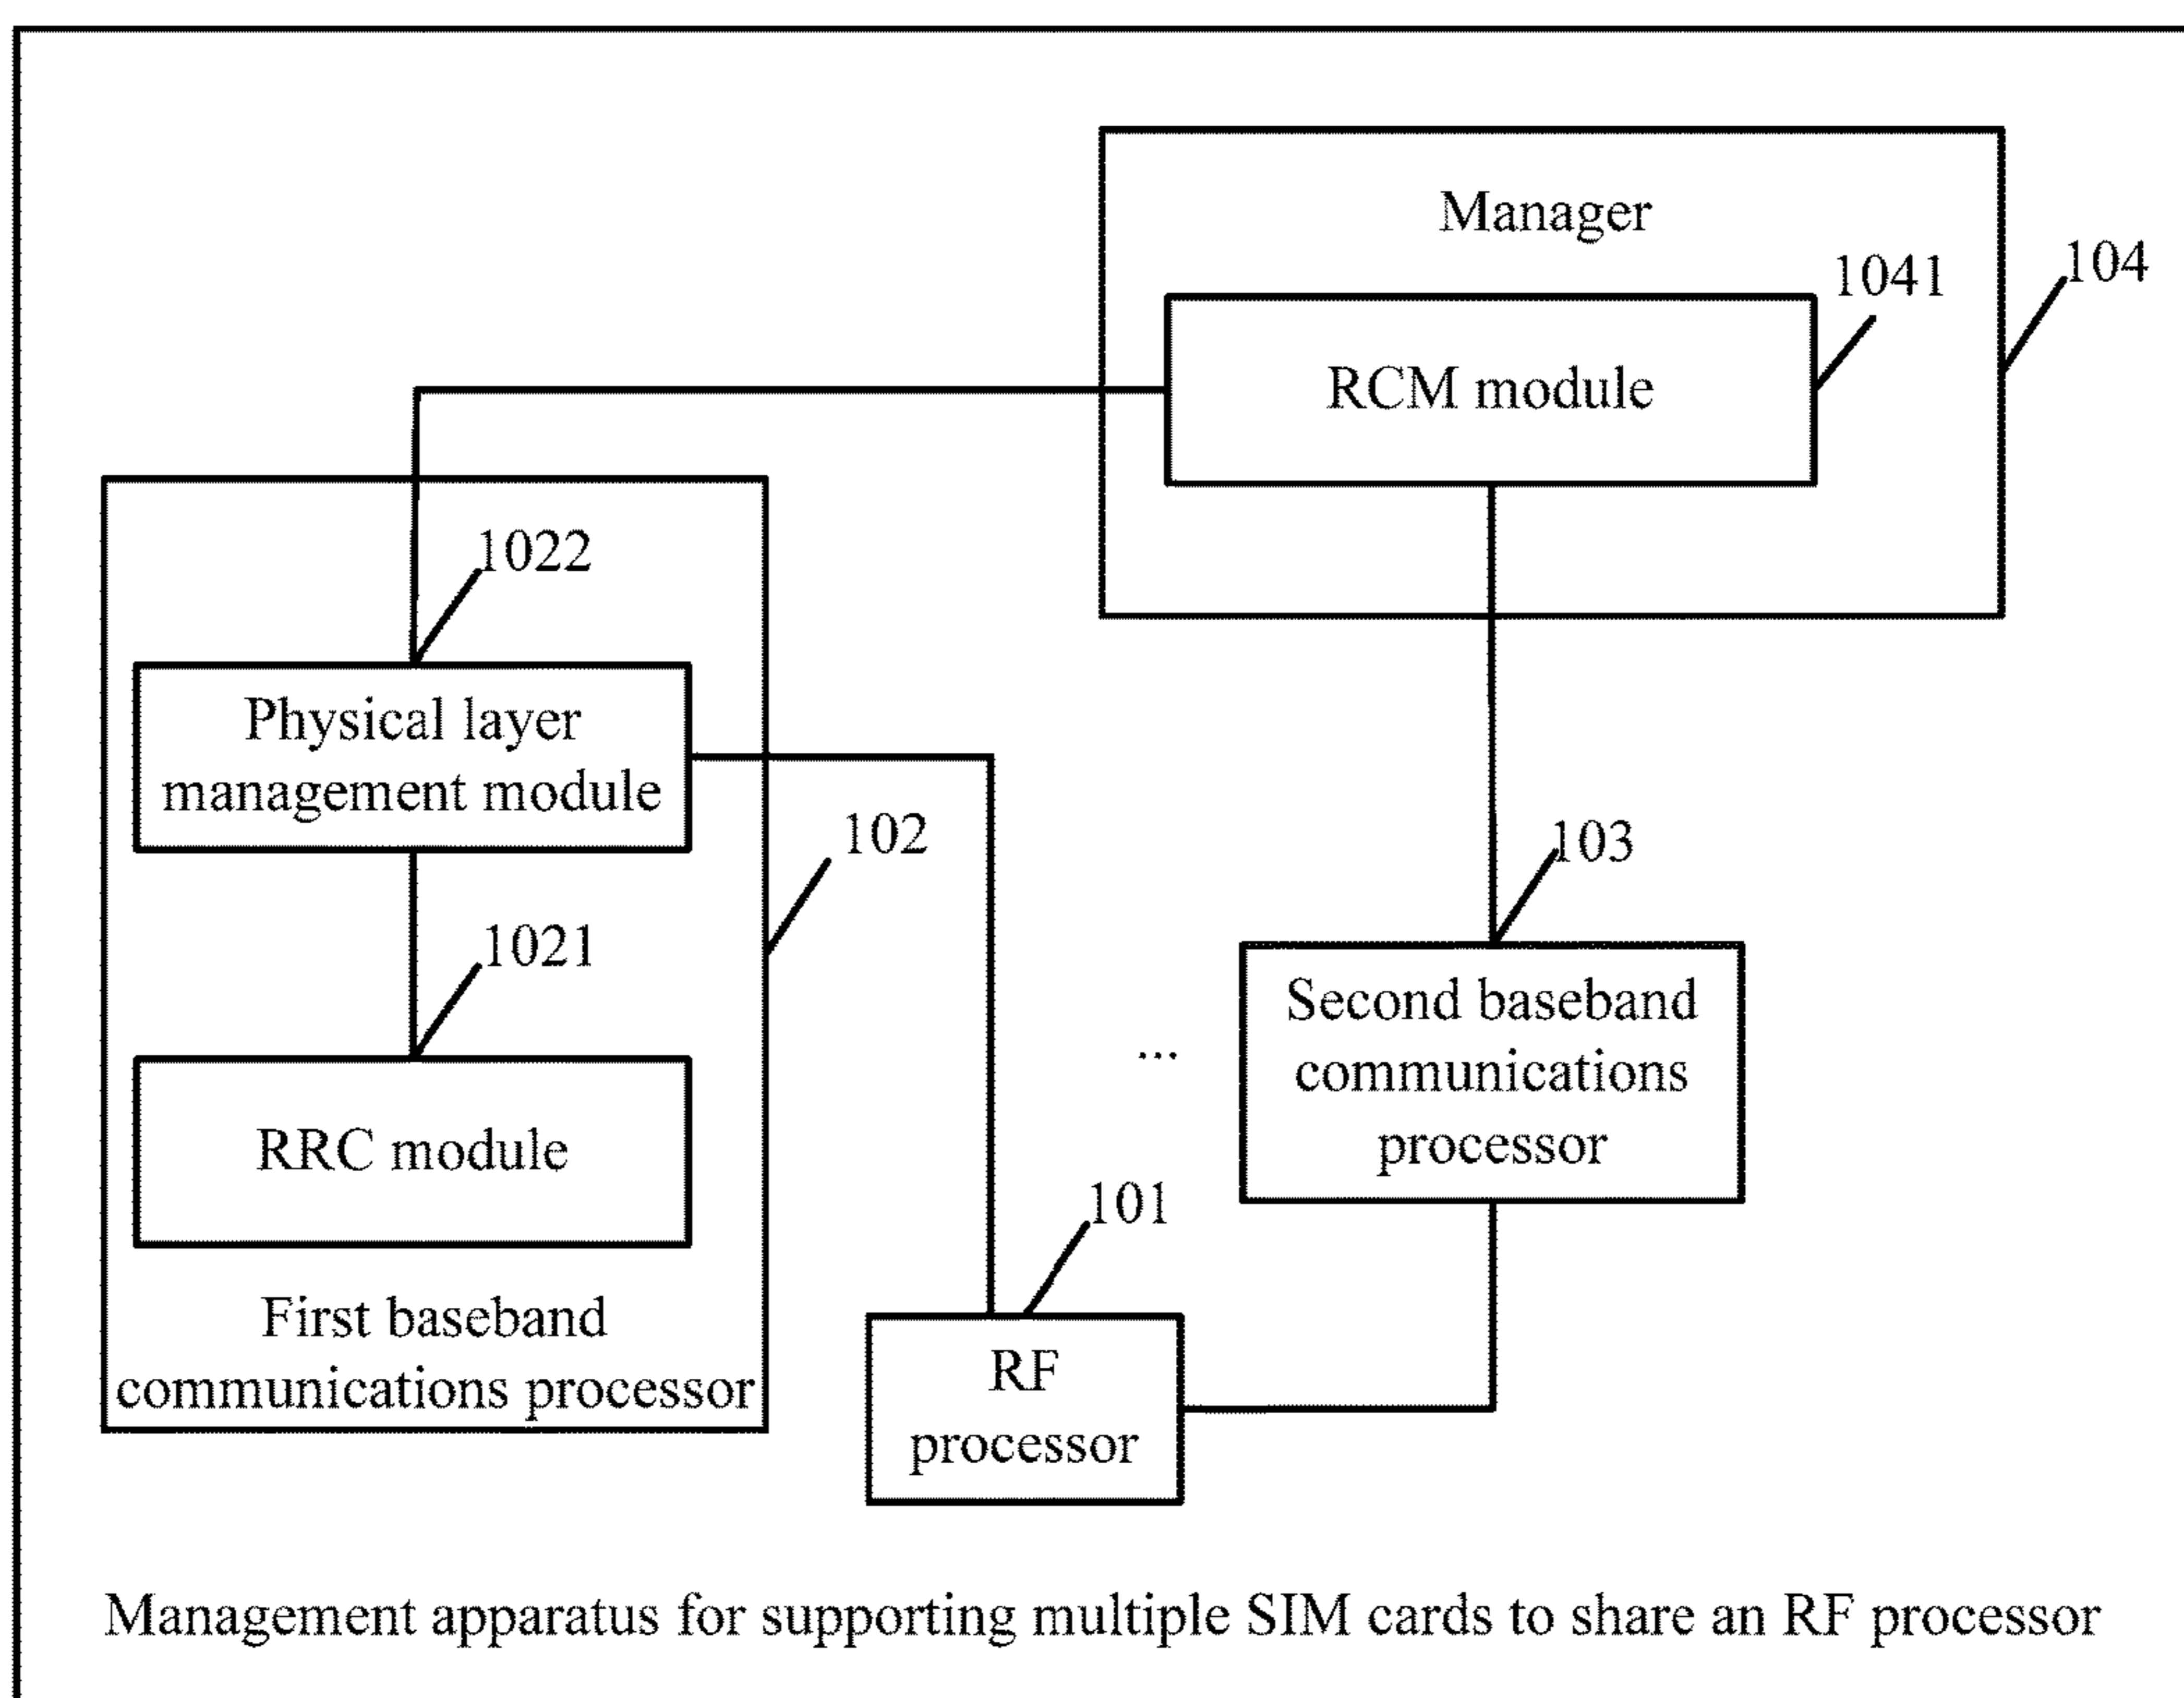 Manager
1041
104
RCM module
1022
Physical layer
management module
102
103
1021
Second baseband
communications
processor
...
RRC module
101
First baseband
communications processor
RF
processor
Management apparatus for supporting multiple SIM cards to share an RF processor